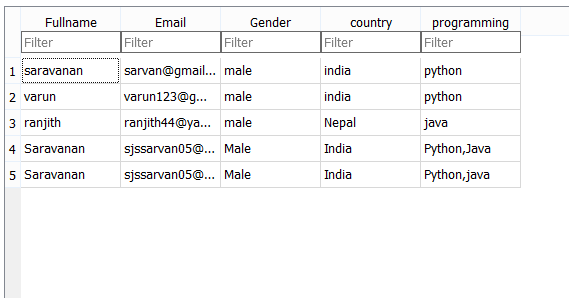 Fullname Email Gender country programming
Filter Filter Filter Filter Filter
1 saravanan sarvan@gmail... male india python
2 varun varun123@g... male india python
3 ranjith ranjith44@ya... male Nepal java
4 Saravanan sjssarvan05@... Male India Python,Java
5 Saravanan sjssarvan05@... Male India Python,java